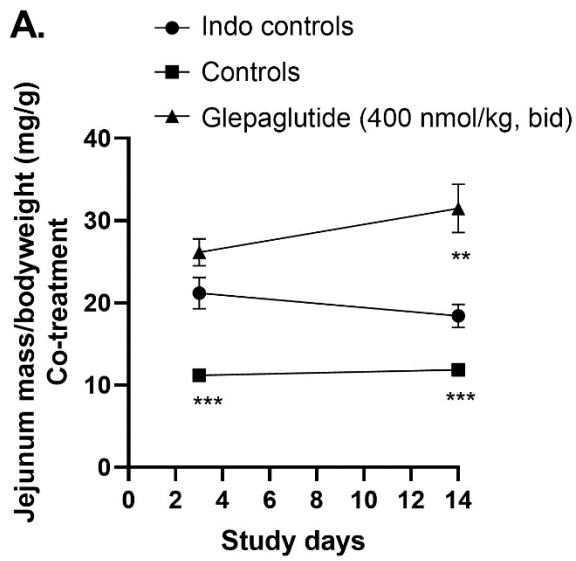 A.
Indo controls
Controls
Glepaglutide (400 nmol/kg, bid)
Jejunum mass/bodyweight (mg/g)
Co-treatment
40
30
20
10
0
**
***
***
0 2 4 6 8 10 12 14
Study days